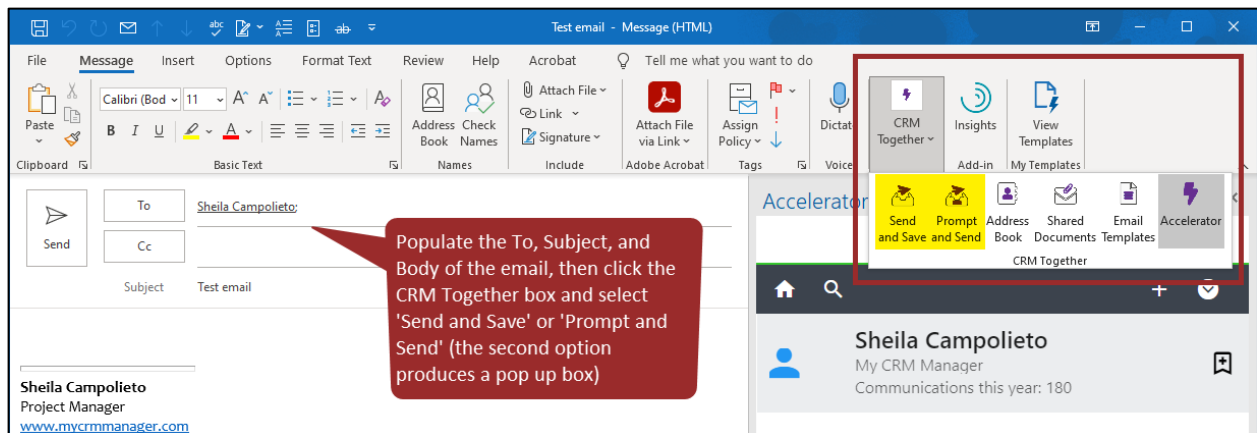 Test email - Message (HTML)
File Message Insert Options Format Text Review Help Acrobat Tell me what you want to do
abc
ab
Calibri (Bod 11
Paste
B I U
Address Book
Check Names
Attach File
Link
Signature
Attach File via Link
Assign Policy
Dictat
CRM Together
Insights
View Templates
Clipboard Basic Text Names Include Adobe Acrobat Tags Voice Add-in My Templates
Send and Save
Prompt and Send
Address Book
Shared Documents
Email Templates
Accelerator
CRM Together
Send
To Sheila Campolieto;
Cc
Subject Test email
Populate the To, Subject, and
Body of the email, then click the
CRM Together box and select
'Send and Save' or 'Prompt and
Send' (the second option
produces a pop up box)
Accelerator
Sheila Campolieto
My CRM Manager
Communications this year: 180
Sheila Campolieto
Project Manager
www.mycrmmanager.com